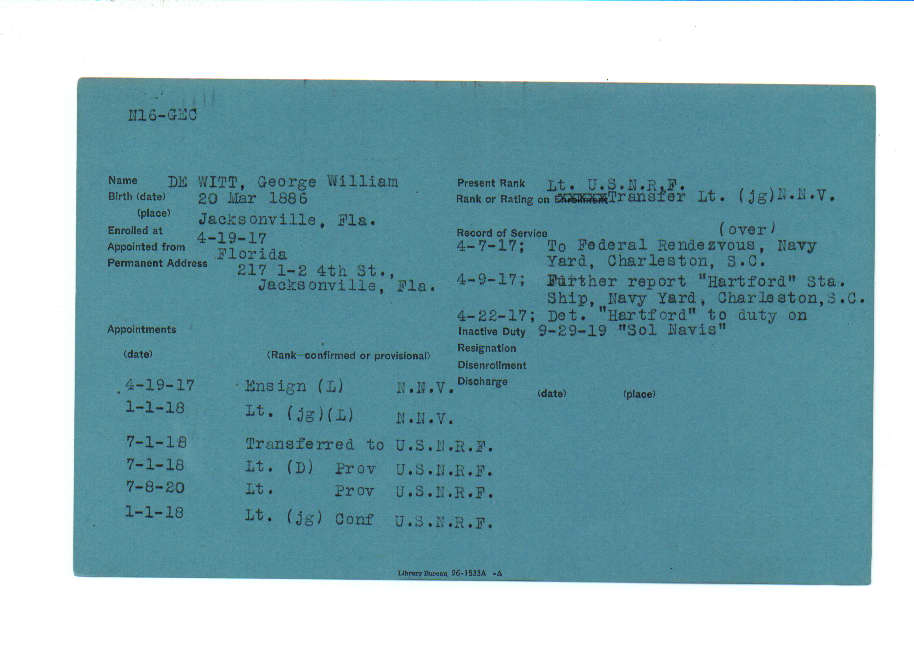 N16-GEC
Name DE WITT, George William
Birth (date) 20 Mar 1886
(place) Jacksonville, Fla.
Enrolled at 4-19-17
Appointed from Florida
Permanent Address 217 1-2 4th St.,
Jacksonville, Fla.
Appointments
(date) (Rank—confirmed or provisional)
4-19-17 Ensign (L) N.N.V.
1-1-18 Lt. (jg)(L) N.N.V.
7-1-18 Transferred to U.S.N.R.F.
7-1-18 Lt. (D) Prov U.S.N.R.F.
7-8-20 Lt. Prov U.S.N.R.F.
1-1-18 Lt. (jg) Conf U.S.N.R.F.
Present Rank Lt. U.S.N.R.F.
Rank or Rating on Enrollment Transfer Lt. (jg)N.N.V.
(over)
Record of Service
4-7-17; To Federal Rendezvous, Navy
Yard, Charleston, S.C.
4-9-17; Further report "Hartford" Sta.
Ship, Navy Yard, Charleston,S.C.
4-22-17; Det. "Hartford" to duty on
Inactive Duty 9-29-19 "Sol Navis"
Resignation
Disenrollment
Discharge
(date) (place)
Library Bureau 96-1533A -Δ